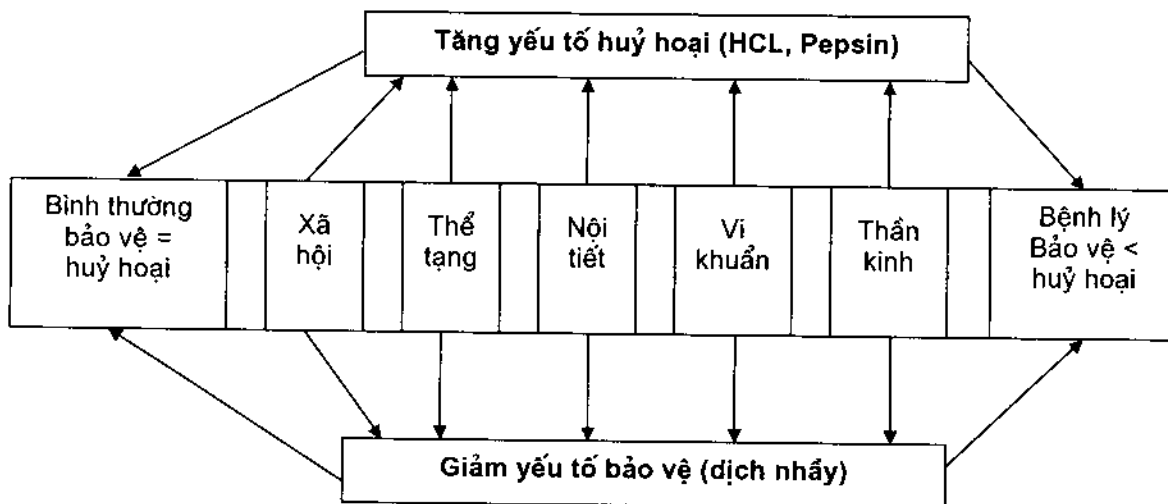 Tăng yếu tố huỷ hoại (HCL, Pepsin)
Bình thường
bảo vệ =
huỷ hoại
Xã
hội
Thể
tạng
Nội
tiết
Vi
khuẩn
Thần
kinh
Bệnh lý
Bảo vệ <
huỷ hoại
Giảm yếu tố bảo vệ (dịch nhầy)